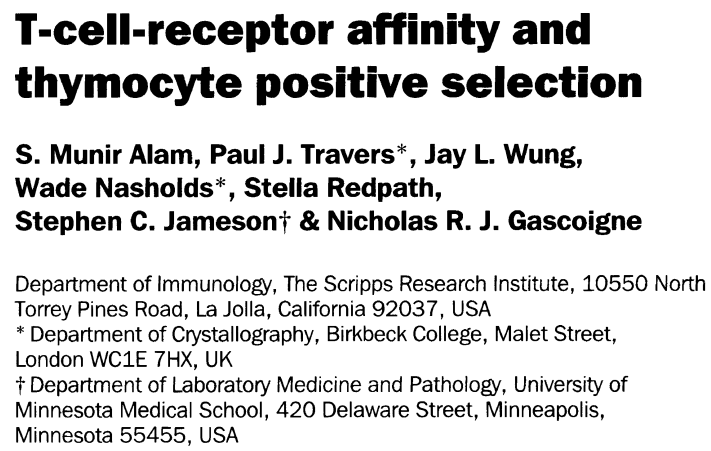 T-cell-receptor affinity and
thymocyte positive selection
S. Munir Alam, Paul J. Travers*, Jay L. Wung,
Wade Nasholds*, Stella Redpath,
Stephen C. Jameson† & Nicholas R. J. Gascoigne
Department of Immunology, The Scripps Research Institute, 10550 North
Torrey Pines Road, La Jolla, California 92037, USA
* Department of Crystallography, Birkbeck College, Malet Street,
London WC1E 7HX, UK
† Department of Laboratory Medicine and Pathology, University of
Minnesota Medical School, 420 Delaware Street, Minneapolis,
Minnesota 55455, USA